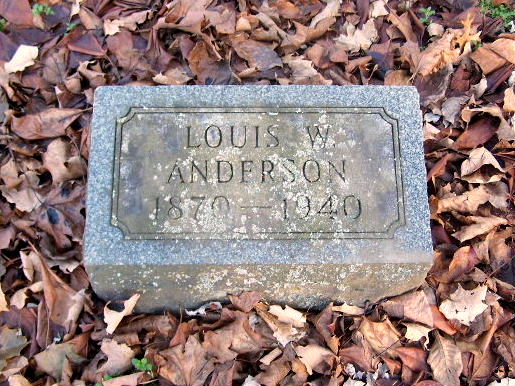 LOUIS W.
ANDERSON
1870 — 1940